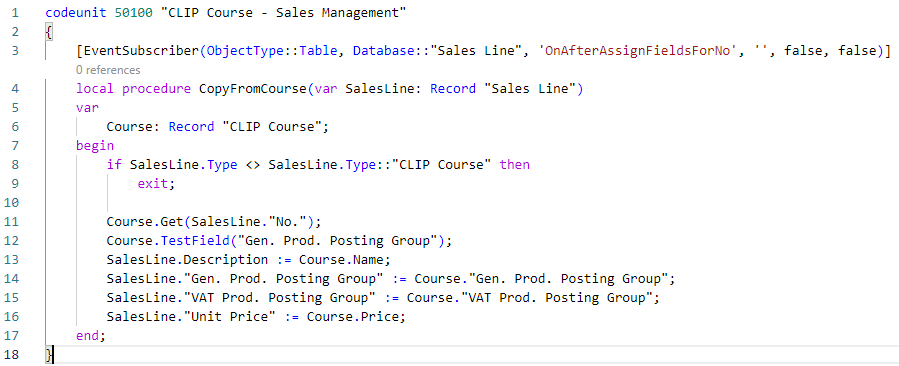 1 codeunit 50100 "CLIP Course - Sales Management"
2 {
3 [EventSubscriber(ObjectType::Table, Database::"Sales Line", 'OnAfterAssignFieldsForNo', '', false, false)]
0 references
4 local procedure CopyFromCourse(var SalesLine: Record "Sales Line")
5 var
6 Course: Record "CLIP Course";
7 begin
8 if SalesLine.Type <> SalesLine.Type::"CLIP Course" then
9 exit;
10
11 Course.Get(SalesLine."No.");
12 Course.TestField("Gen. Prod. Posting Group");
13 SalesLine.Description := Course.Name;
14 SalesLine."Gen. Prod. Posting Group" := Course."Gen. Prod. Posting Group";
15 SalesLine."VAT Prod. Posting Group" := Course."VAT Prod. Posting Group";
16 SalesLine."Unit Price" := Course.Price;
17 end;
18 }